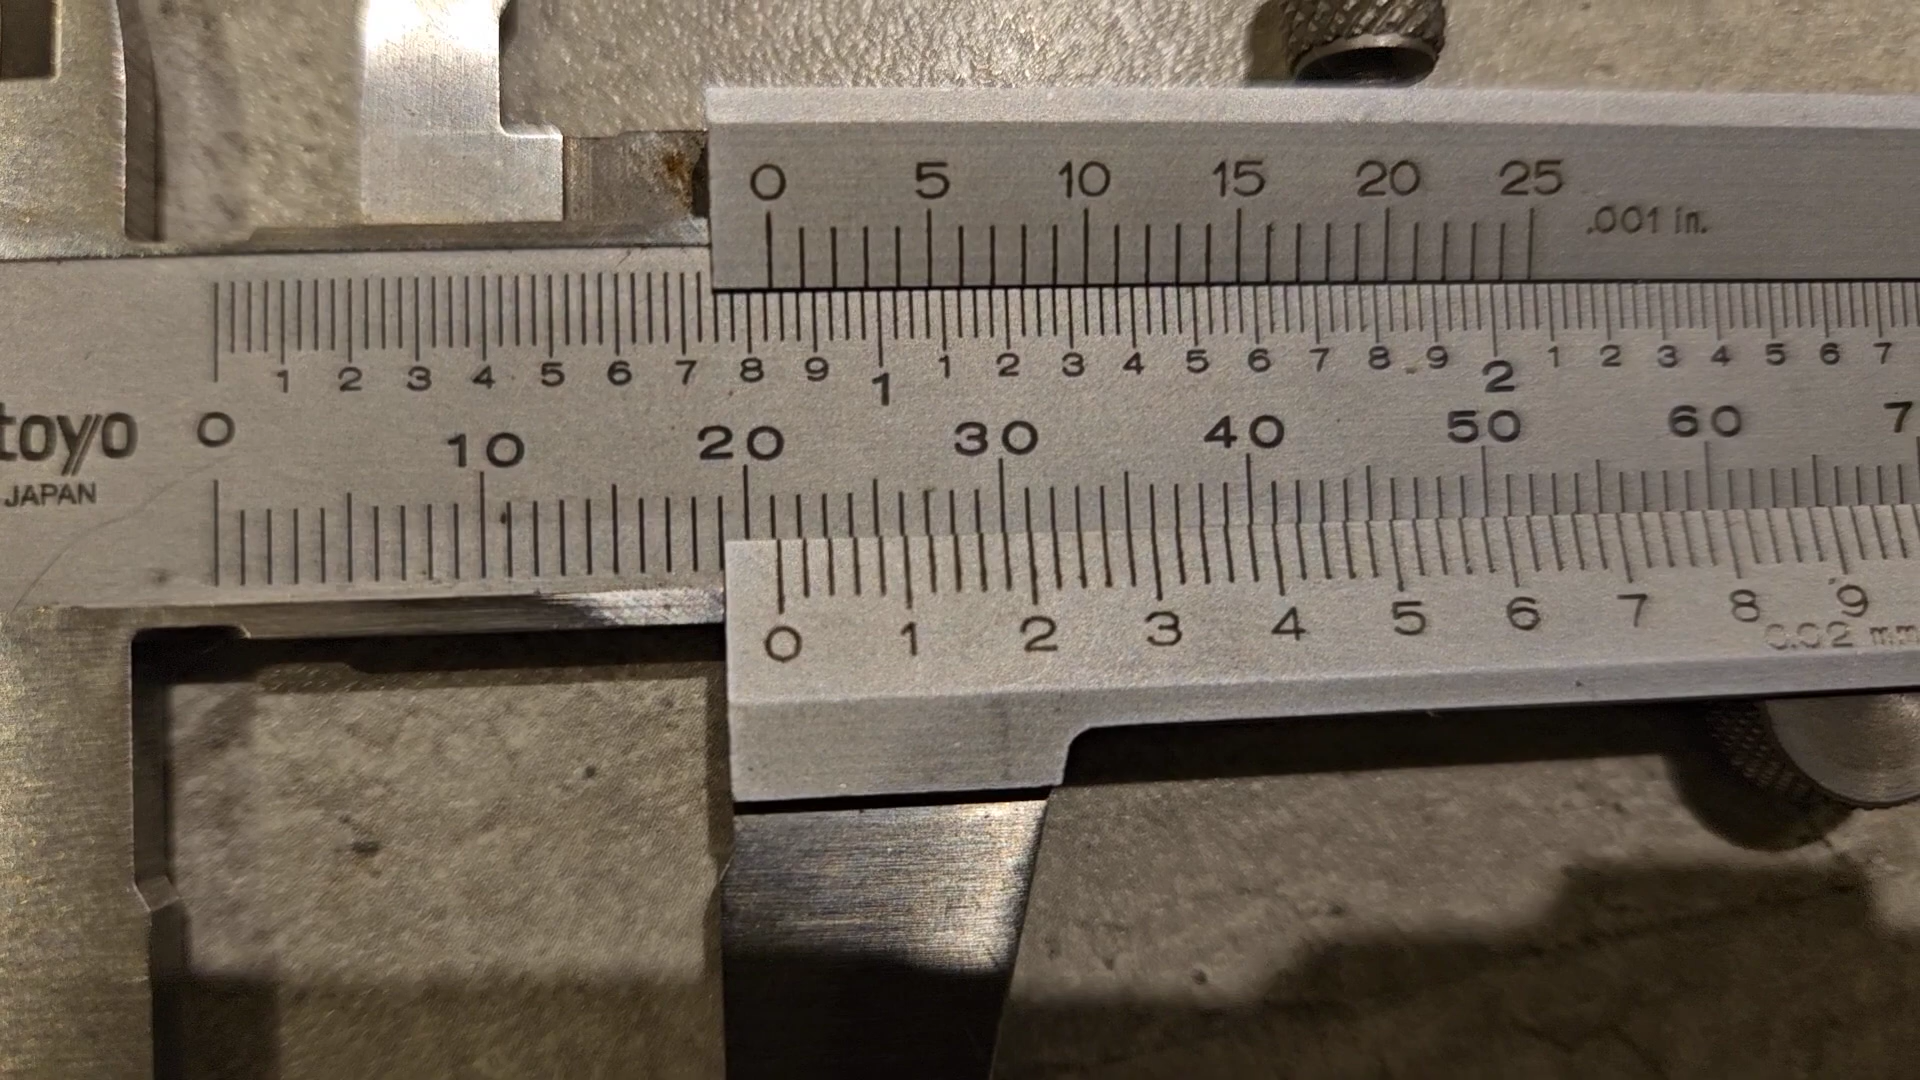 0 5 10 15 20 25
.001 in.
1 2 3 4 5 6 7 8 9 1 1 2 3 4 5 6 7 8 9 2 1 2 3 4 5 6 7
toyo
JAPAN
0 10 20 30 40 50 60 7
0 1 2 3 4 5 6 7 8 9
0.02 mm